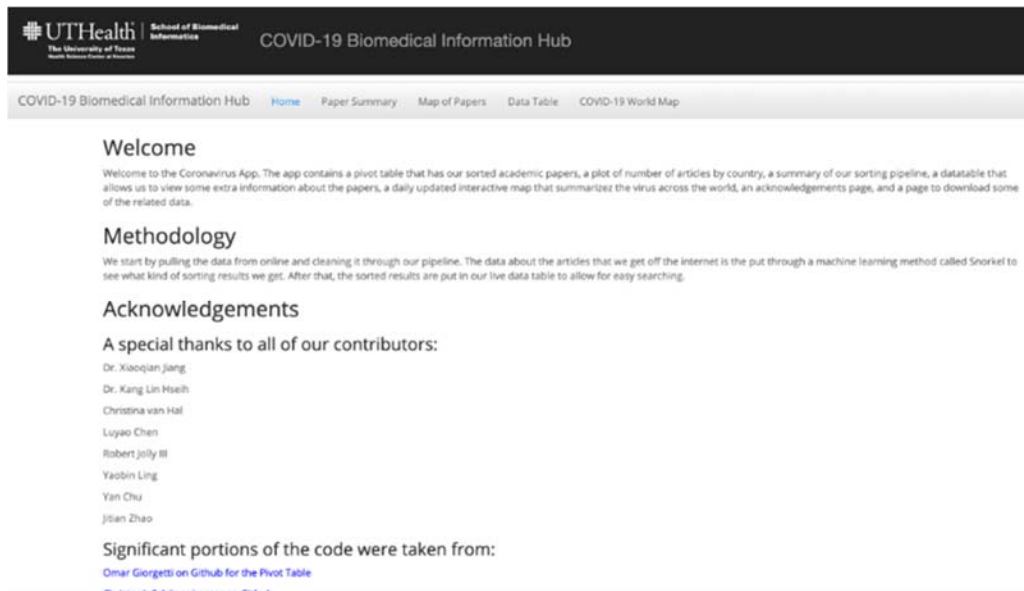 UTHealth
School of Biomedical
Informatics
The University of Texas
Health Science Center at Houston
COVID-19 Biomedical Information Hub
COVID-19 Biomedical Information Hub Home Paper Summary Map of Papers Data Table COVID-19 World Map
Welcome
Welcome to the Coronavirus App. The app contains a pivot table that has our sorted academic papers, a plot of number of articles by country, a summary of our sorting pipeline, a datatable that
allows us to view some extra information about the papers, a daily updated interactive map that summarizez the virus across the world, an acknowledgements page, and a page to download some
of the related data.
Methodology
We start by pulling the data from online and cleaning it through our pipeline. The data about the articles that we get off the internet is the put through a machine learning method called Snorkel to
see what kind of sorting results we get. After that, the sorted results are put in our live data table to allow for easy searching.
Acknowledgements
A special thanks to all of our contributors:
Dr. Xiaoqian Jiang
Dr. Kang Lin Hseih
Christina van Hal
Luyao Chen
Robert Jolly III
Yaobin Ling
Yan Chu
Jitian Zhao
Significant portions of the code were taken from:
Omar Giorgetti on Github for the Pivot Table